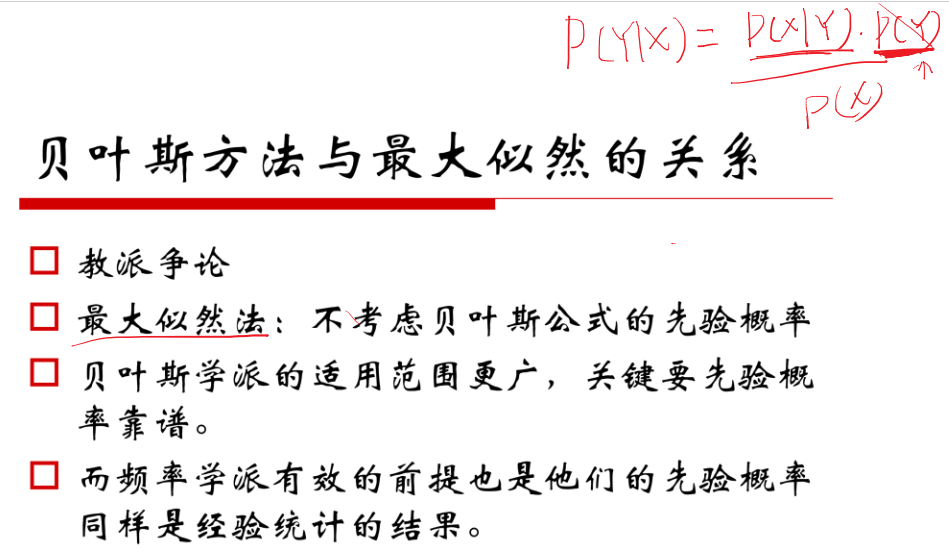 P(Y|X) = P(X|Y)·P(Y)
P(X)
贝叶斯方法与最大似然的关系
教派争论
最大似然法：不考虑贝叶斯公式的先验概率
贝叶斯学派的适用范围更广，关键要先验概
率靠谱。
而频率学派有效的前提也是他们的先验概率
同样是经验统计的结果。